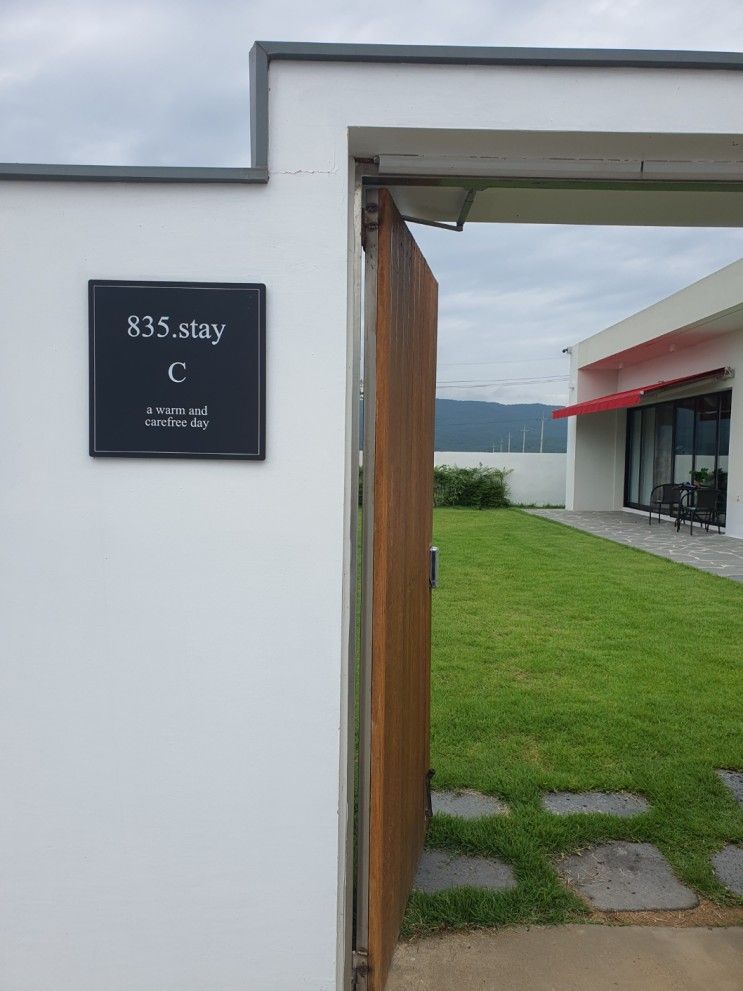 835.stay
C
a warm and
carefree day